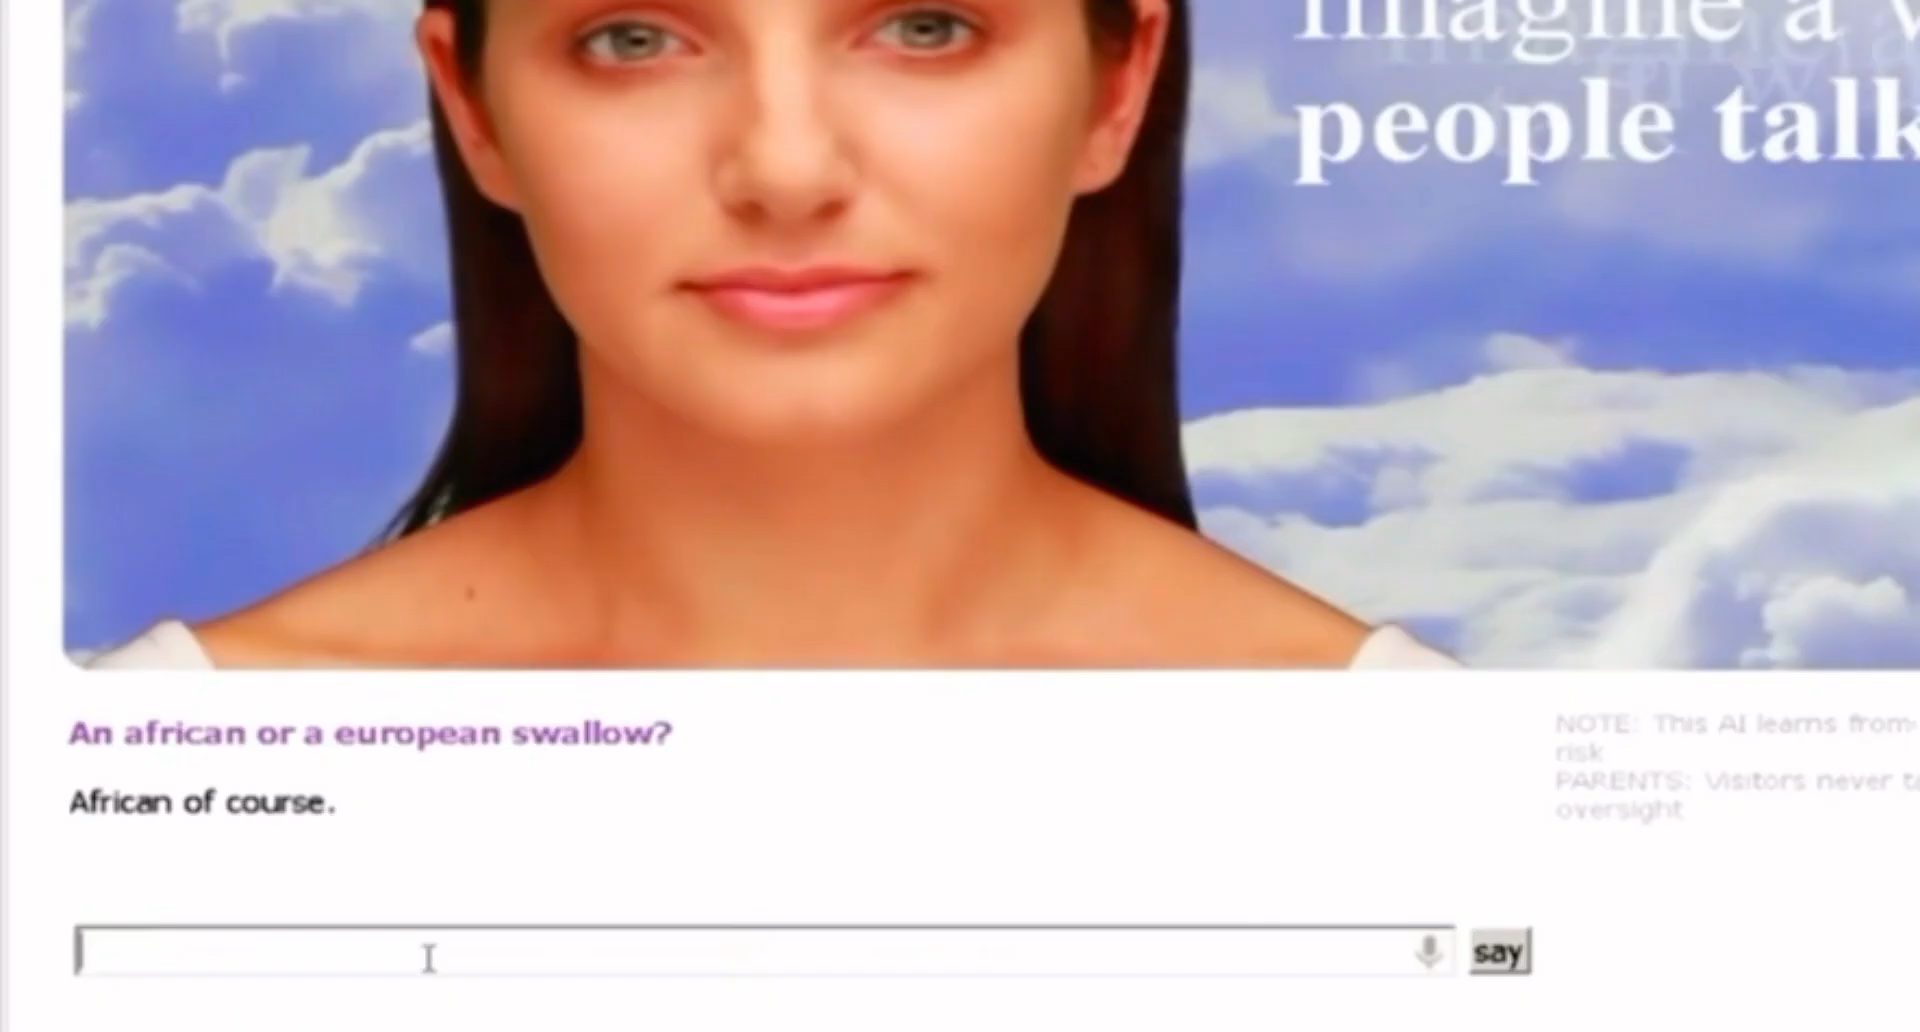 Imagine a
people talk
An african or a european swallow?
African of course.
NOTE: This AI learns from
risk
PARENTS: Visitors never
oversight
say